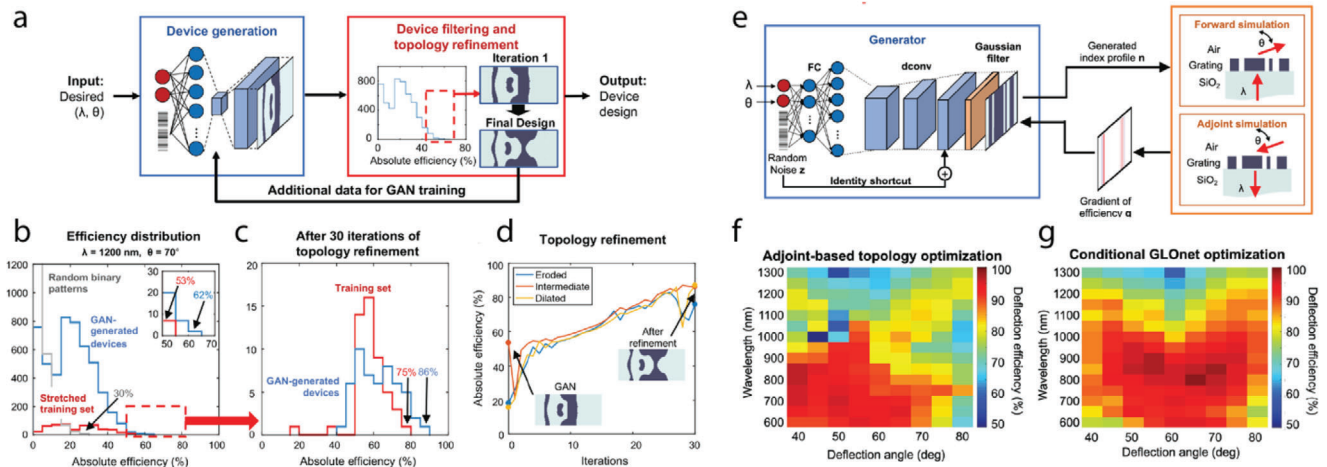 a
Device generation
Input:
Desired
(λ, θ)
Device filtering and
topology refinement
800
400
0
0 40 80
Absolute efficiency (%)
Iteration 1
Final Design
Output:
Device
design
Additional data for GAN training
b
Efficiency distribution
λ = 1200 nm, θ = 70°
1200
1000
800
600
400
200
0
0 20 40 60 80 100
Absolute efficiency (%)
Random binary
patterns
GAN-
generated
devices
Stretched
training set
30%
30
20
10
0
50 55 60 65
53%
62%
c
After 30 iterations of
topology refinement
20
15
10
5
0
0 20 40 60 80 100
Absolute efficiency (%)
Training set
GAN-generated
devices
75%
86%
d
Topology refinement
Absolute efficiency (%)
100
80
60
40
20
0
0 10 20 30
Iterations
Eroded
Intermediate
Dilated
GAN
After
refinement
e
Generator
λ
θ
FC
dconv
Gaussian
filter
Random
Noise z
Identity shortcut
Generated
index profile n
Gradient of
efficiency g
Forward simulation
Air
Grating
SiO₂
θ
λ
Adjoint simulation
Air
Grating
SiO₂
θ
λ
f
Adjoint-based topology optimization
Wavelength (nm)
1300
1200
1100
1000
900
800
700
600
40 50 60 70 80
Deflection angle (deg)
100
90
80
70
60
50
Deflection efficiency (%)
g
Conditional GLOnet optimization
Wavelength (nm)
1300
1200
1100
1000
900
800
700
600
40 50 60 70 80
Deflection angle (deg)
100
90
80
70
60
50
Deflection efficiency (%)